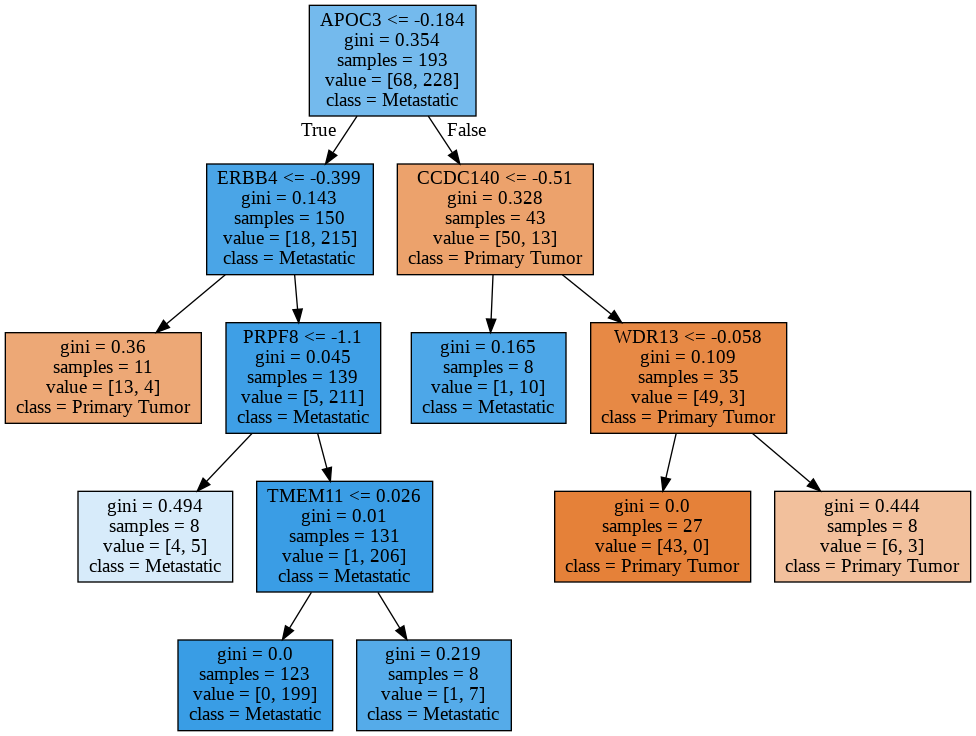 APOC3 <= -0.184
gini = 0.354
samples = 193
value = [68, 228]
class = Metastatic
True
False
ERBB4 <= -0.399
gini = 0.143
samples = 150
value = [18, 215]
class = Metastatic
CCDC140 <= -0.51
gini = 0.328
samples = 43
value = [50, 13]
class = Primary Tumor
gini = 0.36
samples = 11
value = [13, 4]
class = Primary Tumor
PRPF8 <= -1.1
gini = 0.045
samples = 139
value = [5, 211]
class = Metastatic
gini = 0.165
samples = 8
value = [1, 10]
class = Metastatic
WDR13 <= -0.058
gini = 0.109
samples = 35
value = [49, 3]
class = Primary Tumor
gini = 0.494
samples = 8
value = [4, 5]
class = Metastatic
TMEM11 <= 0.026
gini = 0.01
samples = 131
value = [1, 206]
class = Metastatic
gini = 0.0
samples = 27
value = [43, 0]
class = Primary Tumor
gini = 0.444
samples = 8
value = [6, 3]
class = Primary Tumor
gini = 0.0
samples = 123
value = [0, 199]
class = Metastatic
gini = 0.219
samples = 8
value = [1, 7]
class = Metastatic